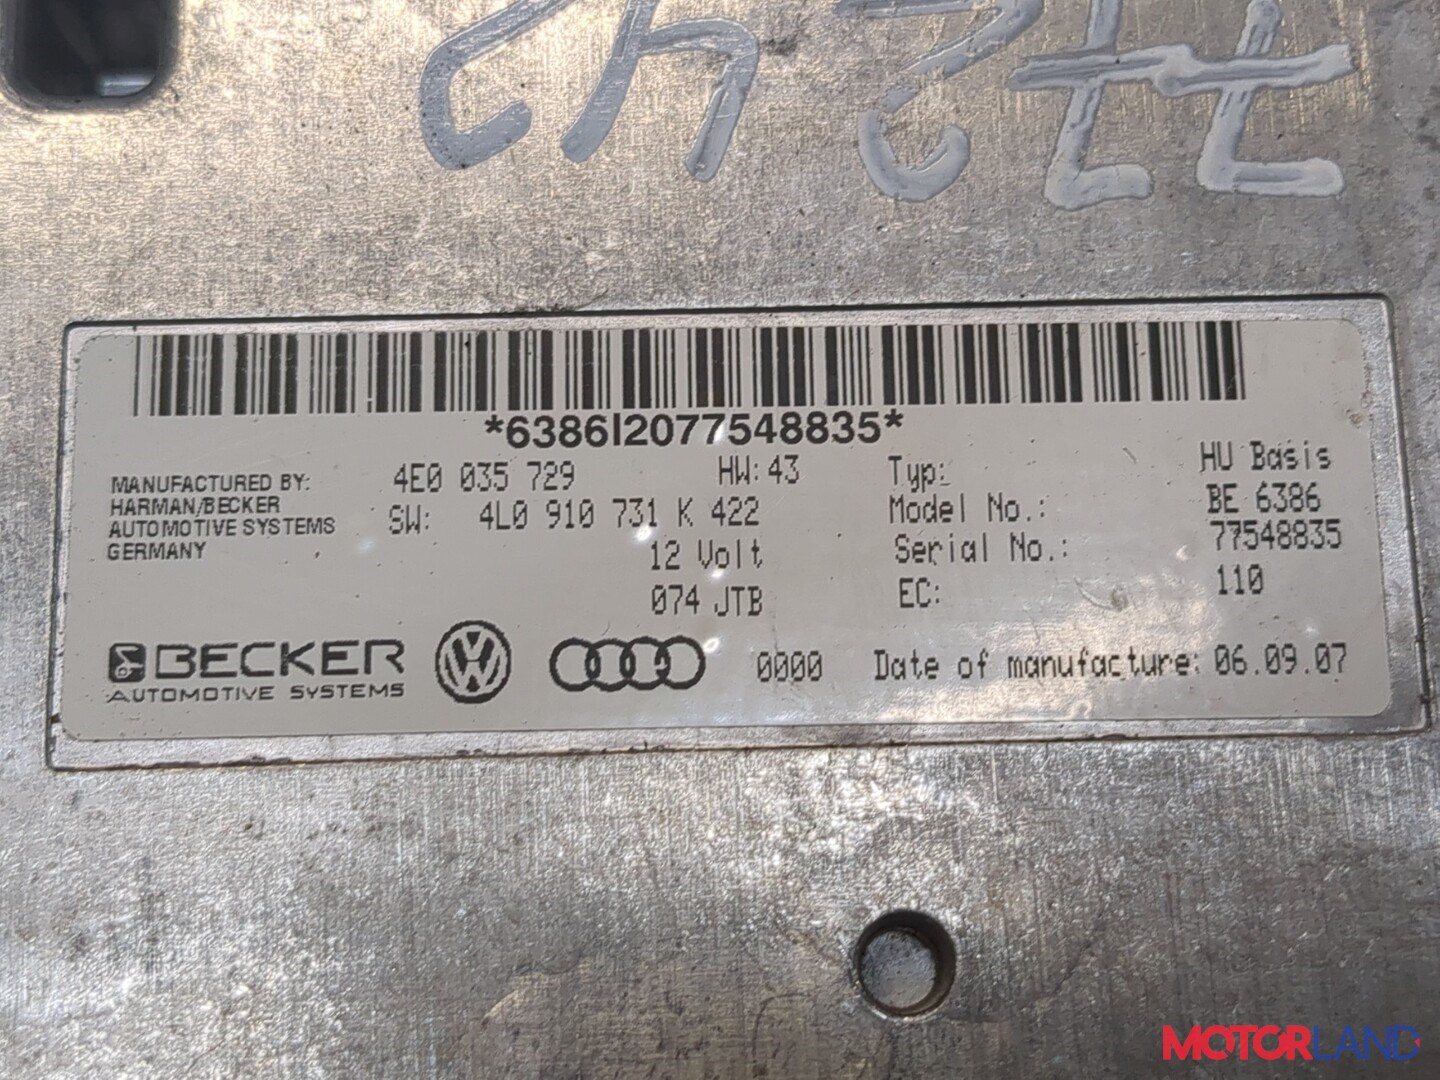 *6386I2077548835*
MANUFACTURED BY:
HARMAN/BECKER
AUTOMOTIVE SYSTEMS
GERMANY
4E0 035 729 HW: 43
SW: 4L0 910 731 K 422
12 Volt
074 JTB
Typ: HU Basis
Model No.: BE 6386
Serial No.: 77548835
EC: 110
BECKER
AUTOMOTIVE SYSTEMS
VW
0000 Date of manufacture: 06.09.07
MOTORLAND